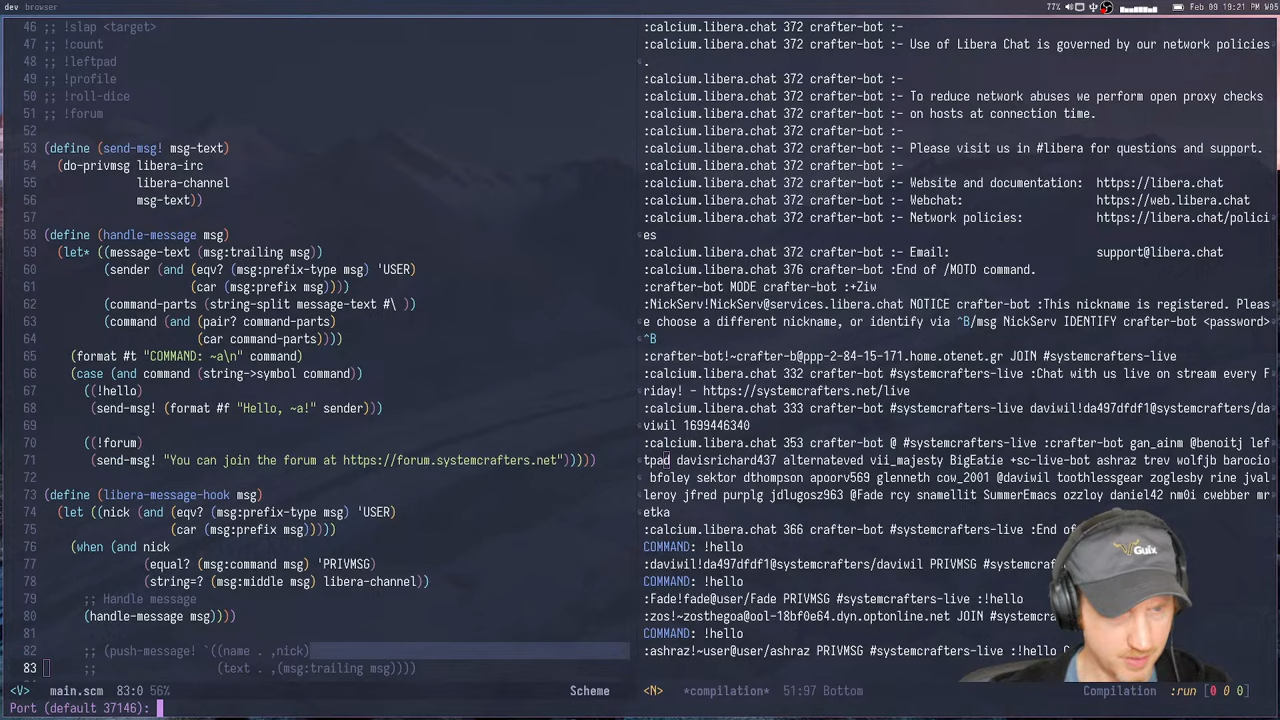 dev browser
77% Feb 09 19:21 W05
46 ;; !slap <target>
47 ;; !count
48 ;; !leftpad
49 ;; !profile
50 ;; !roll-dice
51 ;; !forum
52
53 (define (send-msg! msg-text)
54 (do-privmsg libera-irc
55 libera-channel
56 msg-text))
57
58 (define (handle-message msg)
59 (let* ((message-text (msg:trailing msg))
60 (sender (and (eqv? (msg:prefix-type msg) 'USER)
61 (car (msg:prefix msg))))
62 (command-parts (string-split message-text #\ ))
63 (command (and (pair? command-parts)
64 (car command-parts))))
65 (format #t "COMMAND: ~a\n" command)
66 (case (and command (string->symbol command))
67 ((!hello)
68 (send-msg! (format #f "Hello, ~a!" sender)))
69
70 ((!forum)
71 (send-msg! "You can join the forum at https://forum.systemcrafters.net")))))
72
73 (define (libera-message-hook msg)
74 (let ((nick (and (eqv? (msg:prefix-type msg) 'USER)
75 (car (msg:prefix msg)))))
76 (when (and nick
77 (equal? (msg:command msg) 'PRIVMSG)
78 (string=? (msg:middle msg) libera-channel))
79 ;; Handle message
80 (handle-message msg))))
81
82 ;; (push-message! `((name . ,nick)
83 ;; (text . ,(msg:trailing msg))))
<V> main.scm 83:0 56% Scheme
Port (default 37146):
:calcium.libera.chat 372 crafter-bot :-
:calcium.libera.chat 372 crafter-bot :- Use of Libera Chat is governed by our network policies
.
:calcium.libera.chat 372 crafter-bot :-
:calcium.libera.chat 372 crafter-bot :- To reduce network abuses we perform open proxy checks
:calcium.libera.chat 372 crafter-bot :- on hosts at connection time.
:calcium.libera.chat 372 crafter-bot :-
:calcium.libera.chat 372 crafter-bot :- Please visit us in #libera for questions and support.
:calcium.libera.chat 372 crafter-bot :-
:calcium.libera.chat 372 crafter-bot :- Website and documentation: https://libera.chat
:calcium.libera.chat 372 crafter-bot :- Webchat: https://web.libera.chat
:calcium.libera.chat 372 crafter-bot :- Network policies: https://libera.chat/polici
es
:calcium.libera.chat 372 crafter-bot :- Email: support@libera.chat
:calcium.libera.chat 376 crafter-bot :End of /MOTD command.
:crafter-bot MODE crafter-bot :+Ziw
:NickServ!NickServ@services.libera.chat NOTICE crafter-bot :This nickname is registered. Pleas
e choose a different nickname, or identify via ^B/msg NickServ IDENTIFY crafter-bot <password>
^B
:crafter-bot!~crafter-b@ppp-2-84-15-171.home.otenet.gr JOIN #systemcrafters-live
:calcium.libera.chat 332 crafter-bot #systemcrafters-live :Chat with us live on stream every F
riday! - https://systemcrafters.net/live
:calcium.libera.chat 333 crafter-bot #systemcrafters-live daviwil!da497dfdf1@systemcrafters/da
viwil 1699446340
:calcium.libera.chat 353 crafter-bot @ #systemcrafters-live :crafter-bot gan_ainm @benoitj lef
tpad davisrichard437 alternateved vii_majesty BigEatie +sc-live-bot ashraz trev wolfjb barocio
bfoley sektor dthompson apoorv569 glenneth cow_2001 @daviwil toothlessgear zoglesby rine jval
leroy jfred purplg jdlugosz963 @Fade rcy snamellit SummerEmacs ozzloy daniel42 nm0i cwebber mr
etka
:calcium.libera.chat 366 crafter-bot #systemcrafters-live :End of
COMMAND: !hello
:daviwil!da497dfdf1@systemcrafters/daviwil PRIVMSG #systemcrafters
COMMAND: !hello
:Fade!fade@user/Fade PRIVMSG #systemcrafters-live :!hello
:zos!~zosthegoa@ool-18bf0e64.dyn.optonline.net JOIN #systemc
COMMAND: !hello
:ashraz!~user@user/ashraz PRIVMSG #systemcrafters-live :!hello
<N> *compilation* 51:97 Bottom Compilation :run [0 0 0]
Guix